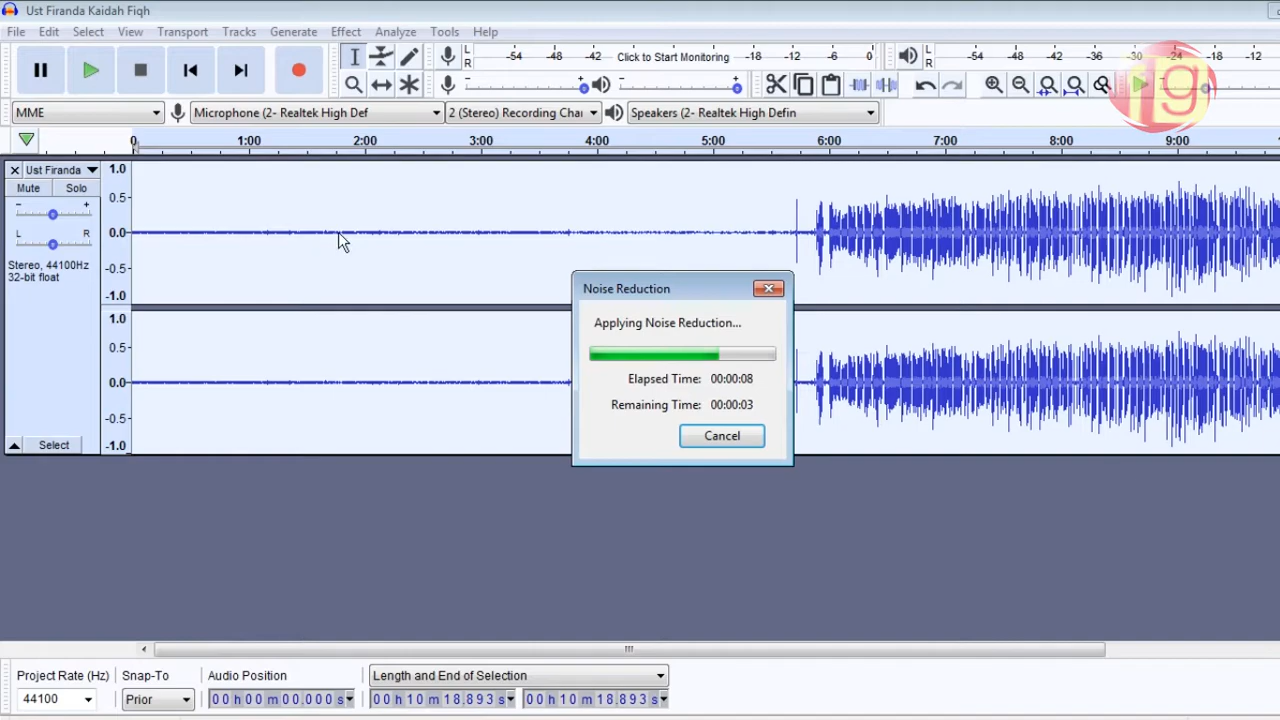 Ust Firanda Kaidah Fiqh
File Edit Select View Transport Tracks Generate Effect Analyze Tools Help
L R -54 -48 Click to Start Monitoring -18 -12 -6 0 L R -54 -48 -42 -36 -30 -24 -18 -12
- + - +
MME Microphone (2- Realtek High Def 2 (Stereo) Recording Chai Speakers (2- Realtek High Defin
0 1:00 2:00 3:00 4:00 5:00 6:00 7:00 8:00 9:00
Ust Firanda 1.0
Mute Solo
- + 0.5
L R 0.0
Stereo, 44100Hz -0.5
32-bit float
-1.0
1.0
0.5
0.0
-0.5
Select -1.0
Noise Reduction
Applying Noise Reduction...
Elapsed Time: 00:00:08
Remaining Time: 00:00:03
Cancel
Project Rate (Hz) Snap-To Audio Position Length and End of Selection
44100 Prior 00 h 00 m 00.000 s 00 h 10 m 18.893 s 00 h 10 m 18.893 s